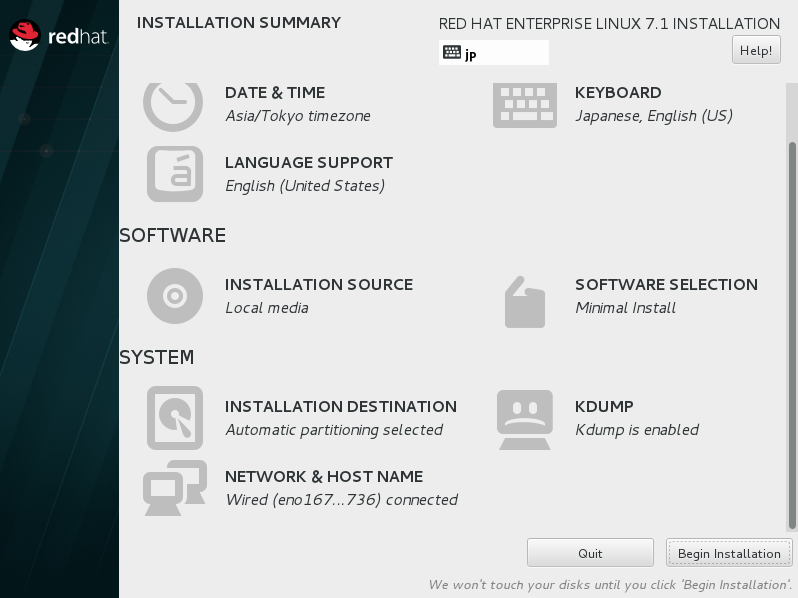 redhat.
INSTALLATION SUMMARY
RED HAT ENTERPRISE LINUX 7.1 INSTALLATION
jp
Help!
DATE & TIME
Asia/Tokyo timezone
KEYBOARD
Japanese, English (US)
á
LANGUAGE SUPPORT
English (United States)
SOFTWARE
INSTALLATION SOURCE
Local media
SOFTWARE SELECTION
Minimal Install
SYSTEM
INSTALLATION DESTINATION
Automatic partitioning selected
KDUMP
Kdump is enabled
NETWORK & HOST NAME
Wired (eno167...736) connected
Quit
Begin Installation
We won't touch your disks until you click 'Begin Installation'.